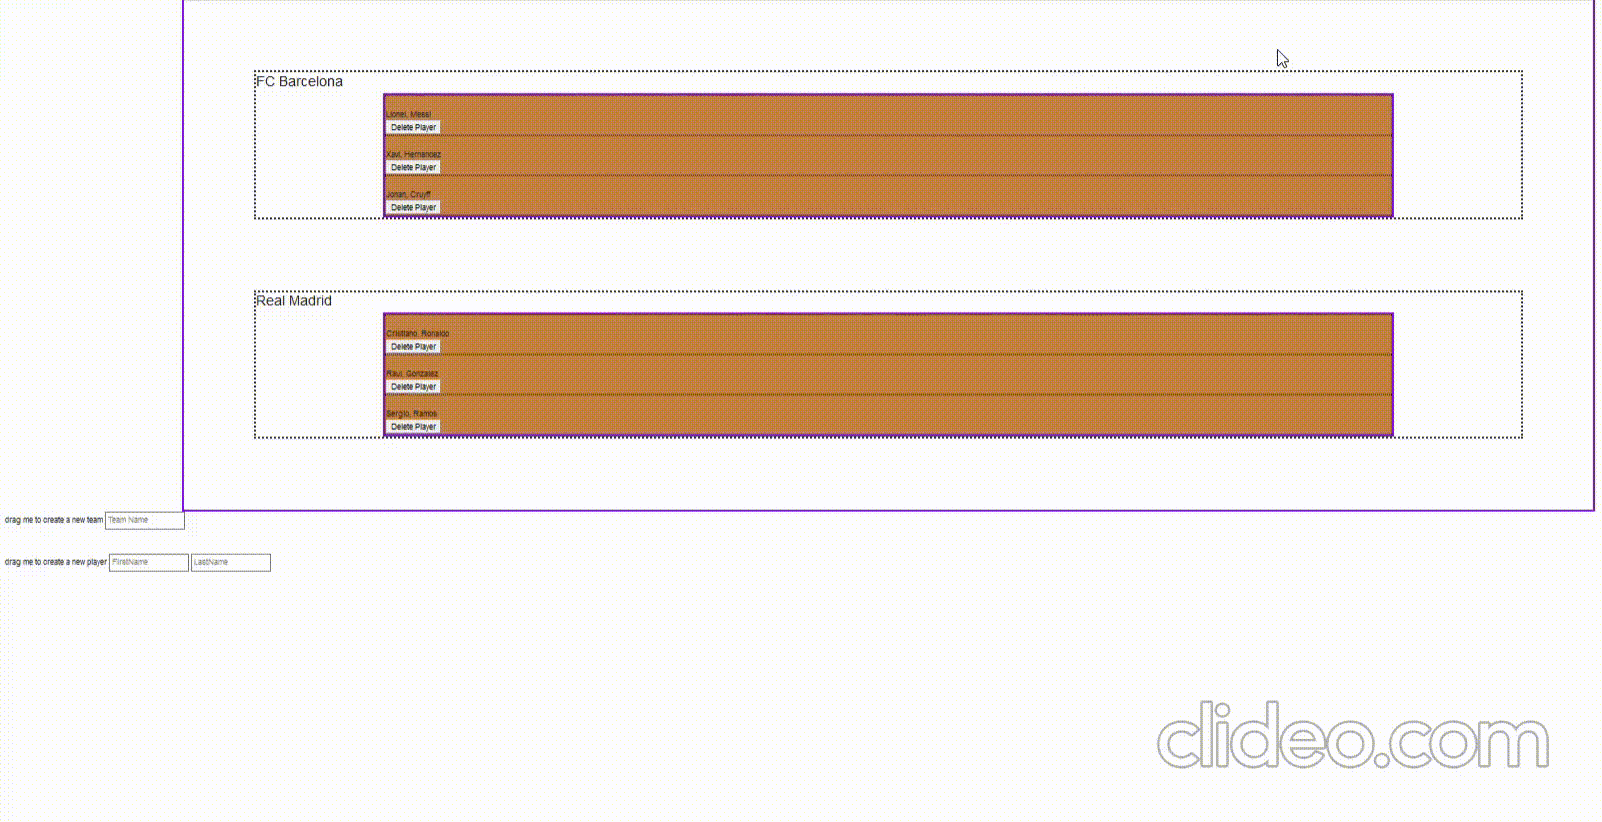 FC Barcelona
Lionel, Messi
Delete Player
Xavi, Hernandez
Delete Player
Johan, Cruyff
Delete Player
Real Madrid
Cristiano, Ronaldo
Delete Player
Raul, Gonzalez
Delete Player
Sergio, Ramos
Delete Player
drag me to create a new team Team Name
drag me to create a new player FirstName LastName
clideo.com